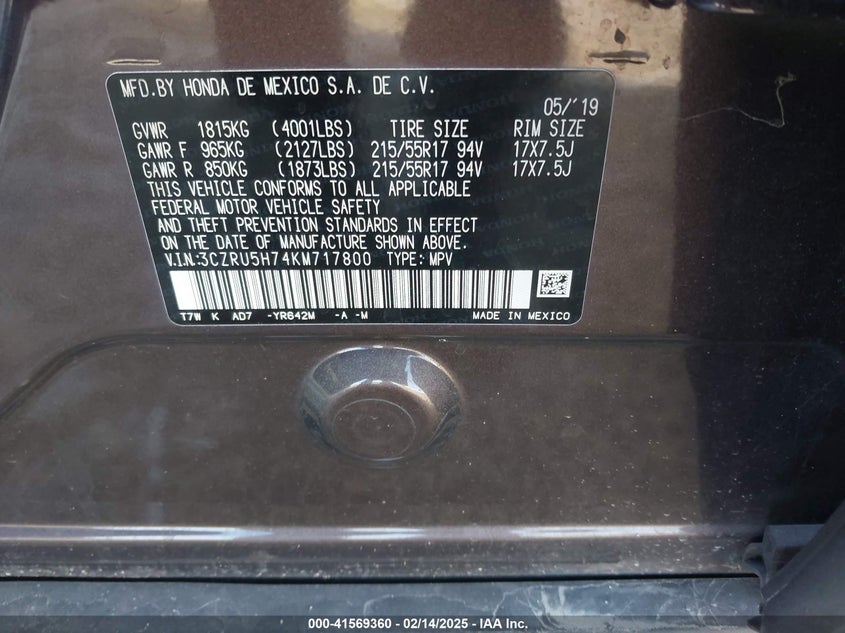 MFD.BY HONDA DE MEXICO S.A. DE C.V.
05/'19
GVWR 1815KG (4001LBS) TIRE SIZE RIM SIZE
GAWR F 965KG (2127LBS) 215/55R17 94V 17X7.5J
GAWR R 850KG (1873LBS) 215/55R17 94V 17X7.5J
THIS VEHICLE CONFORMS TO ALL APPLICABLE
FEDERAL MOTOR VEHICLE SAFETY
AND THEFT PREVENTION STANDARDS IN EFFECT
ON THE DATE OF MANUFACTURE SHOWN ABOVE.
V.I.N.:3CZRU5H74KM717800 TYPE: MPV
T7W K AD7 -YR642M -A -M MADE IN MEXICO
000-41569360 - 02/14/2025 - IAA Inc.